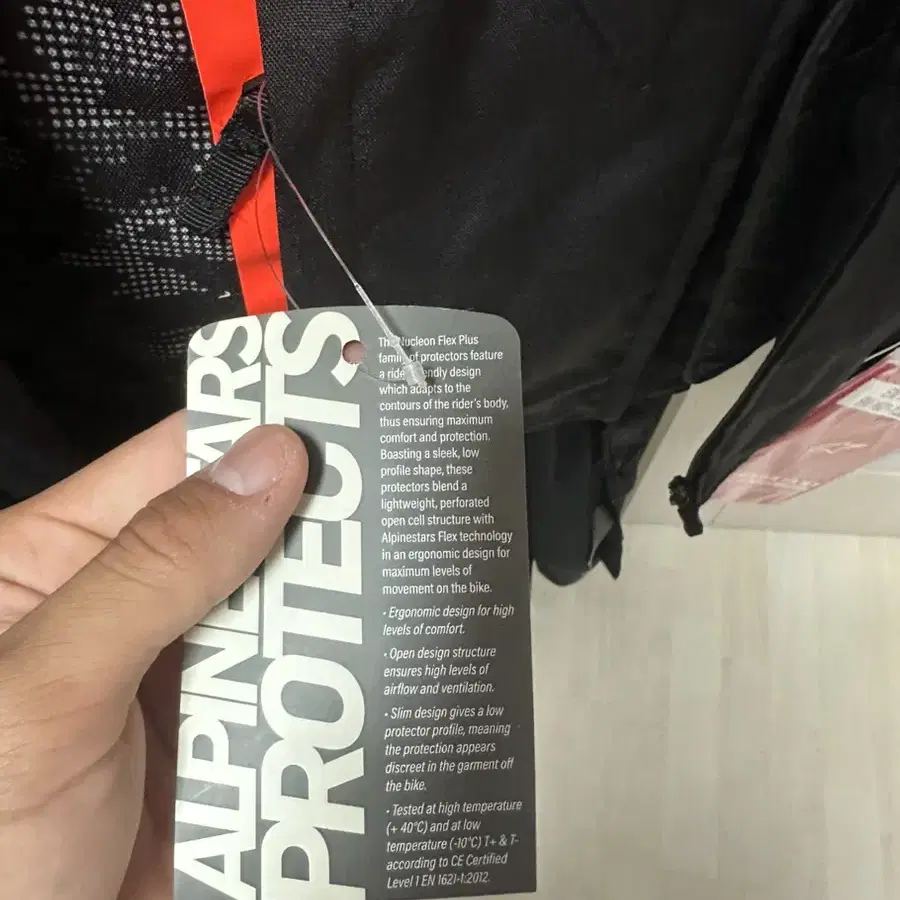 ALPINESTARS
PROTECTS
The Nucleon Flex Plus
family of protectors feature
a rider endly design
which adapts to the
contours of the rider's body,
thus ensuring maximum
comfort and protection.
Boasting a sleek, low
profile shape, these
protectors blend a
lightweight, perforated
open cell structure with
Alpinestars Flex technology
in an ergonomic design for
maximum levels of
movement on the bike.
• Ergonomic design for high
levels of comfort.
• Open design structure
ensures high levels of
airflow and ventilation.
• Slim design gives a low
protector profile, meaning
the protection appears
discreet in the garment off
the bike.
• Tested at high temperature
(+ 40°C) and at low
temperature (-10°C) T+ & T-
according to CE Certified
Level 1 EN 1621-1:2012.